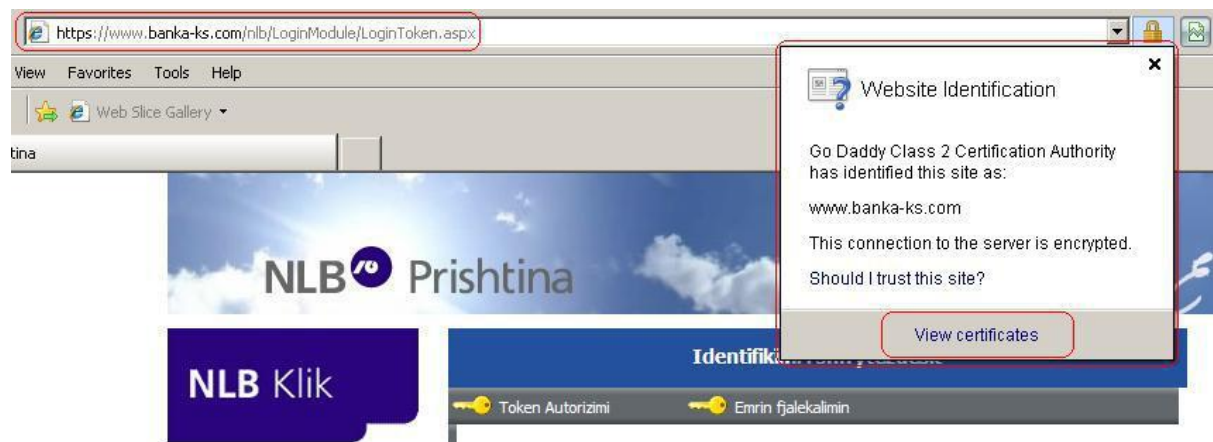 https://www.banka-ks.com/nlb/LoginModule/LoginToken.aspx
View Favorites Tools Help
Web Slice Gallery
tina
Website Identification
Go Daddy Class 2 Certification Authority
has identified this site as:
www.banka-ks.com
This connection to the server is encrypted.
Should I trust this site?
View certificates
NLB Prishtina
NLB Klik
Token Autorizimi
Emrin fjalekalimin